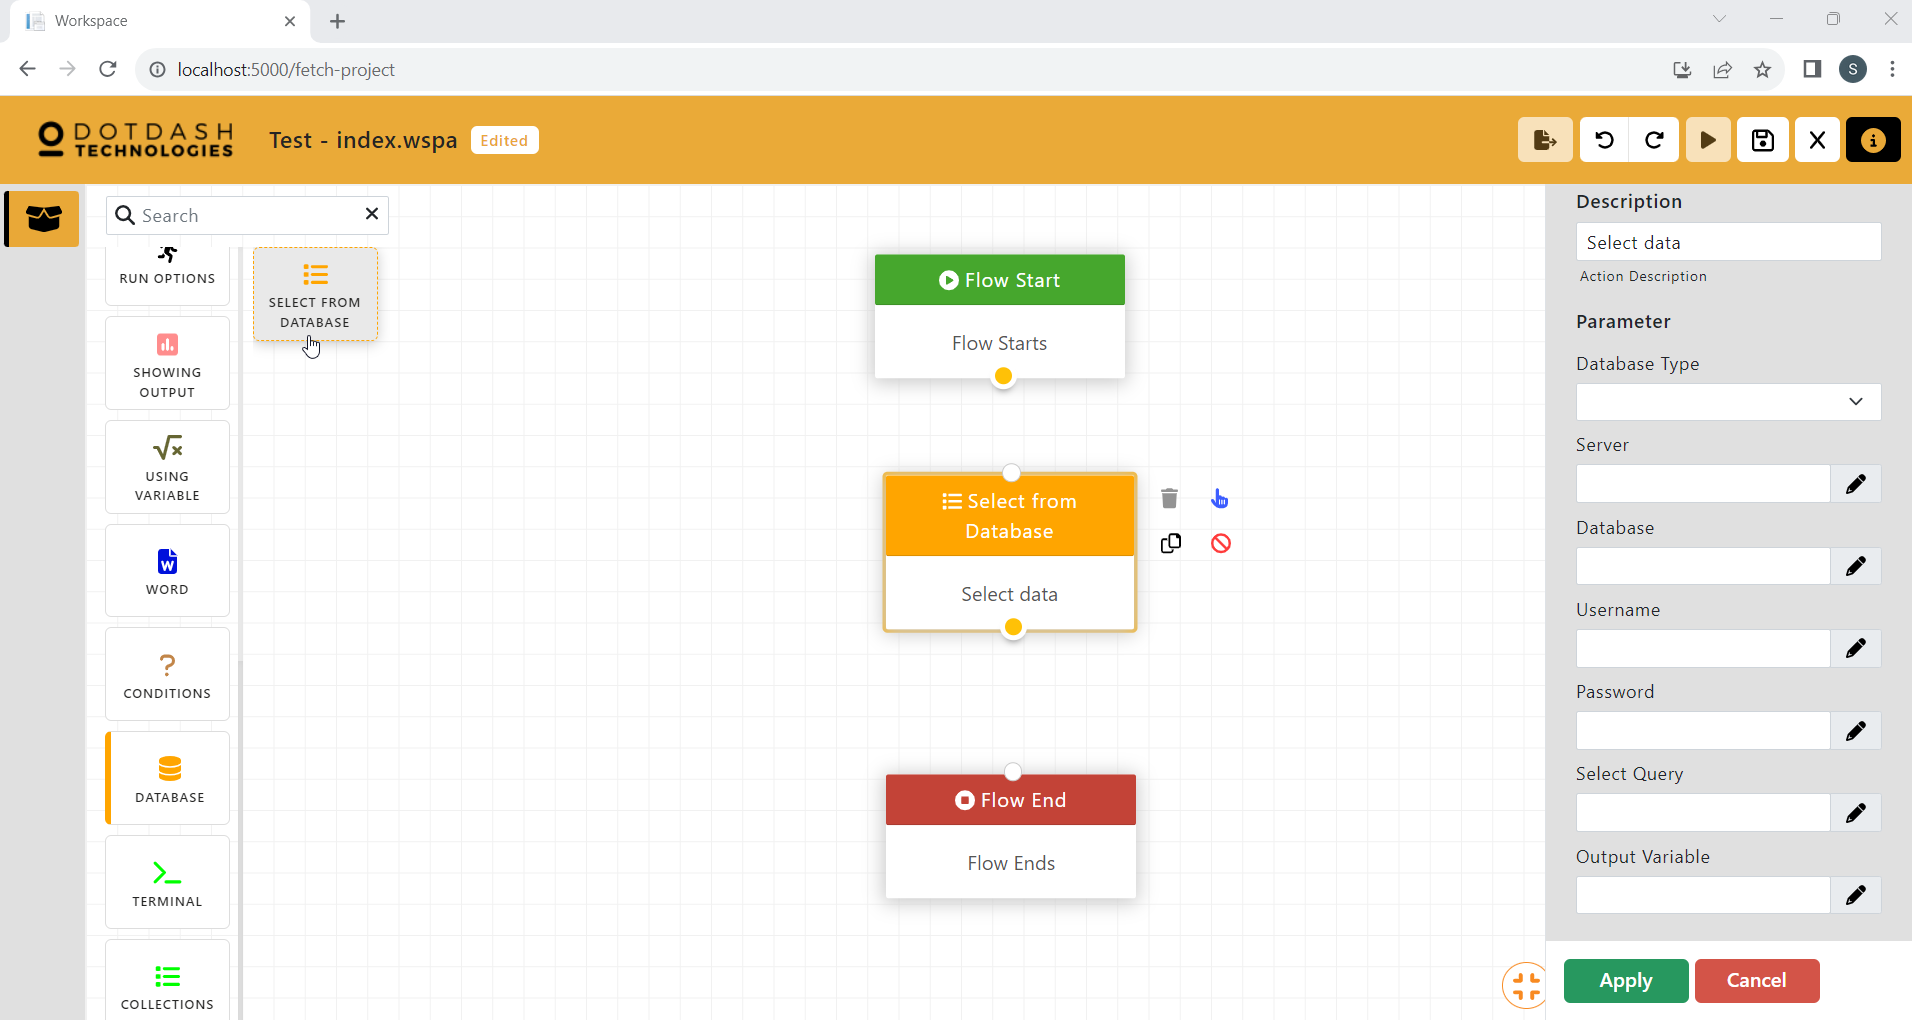 Workspace
localhost:5000/fetch-project
S
DOTDASH
TECHNOLOGIES
Test - index.wspa
Edited
Search
RUN OPTIONS
SHOWING
OUTPUT
USING
VARIABLE
WORD
CONDITIONS
DATABASE
TERMINAL
COLLECTIONS
SELECT FROM
DATABASE
Flow Start
Flow Starts
Select from
Database
Select data
Flow End
Flow Ends
Description
Select data
Action Description
Parameter
Database Type
Server
Database
Username
Password
Select Query
Output Variable
Apply
Cancel